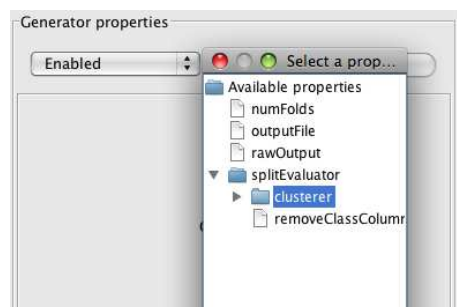 Generator properties
Enabled
Select a prop...
Available properties
numFolds
outputFile
rawOutput
splitEvaluator
clusterer
removeClassColumn